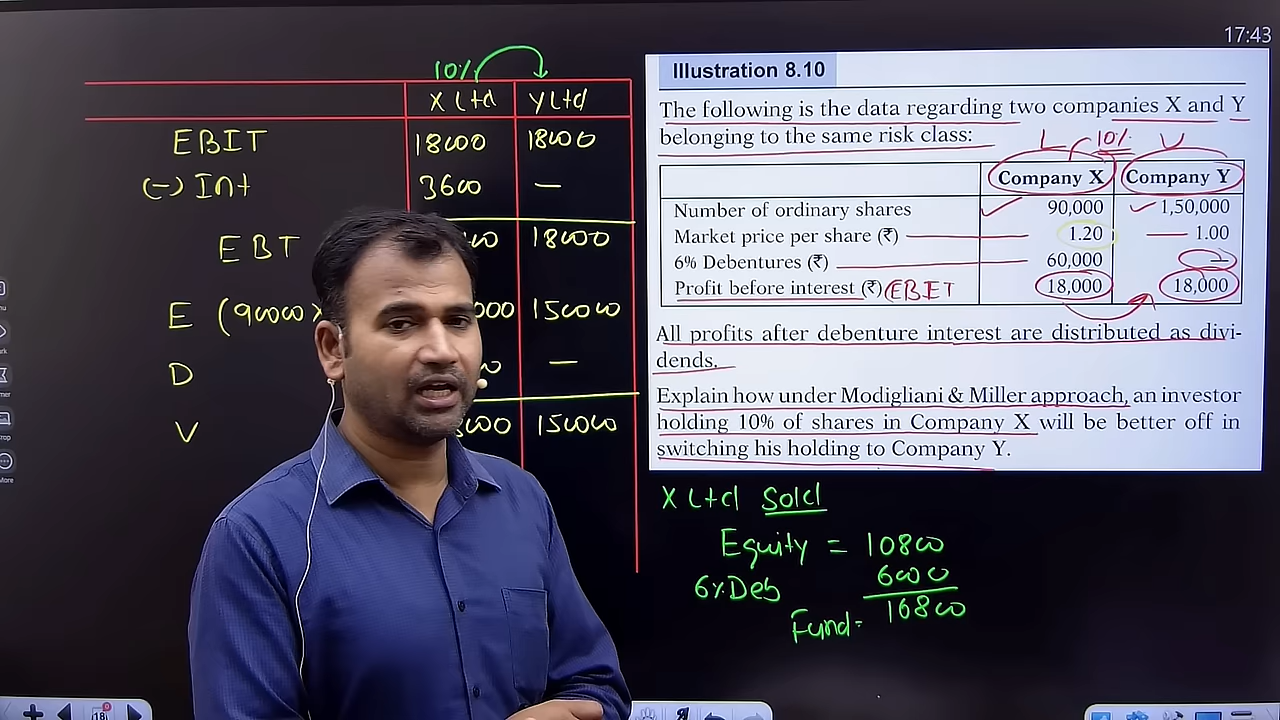 17:43
10%
X Ltd Y Ltd
EBIT 18000 18000
(-) Int 3600 —
EBT 18000
E (90000 150000
D —
V 150000
Illustration 8.10
The following is the data regarding two companies X and Y
belonging to the same risk class:
L 10% U
Company X Company Y
Number of ordinary shares 90,000 1,50,000
Market price per share (₹) 1.20 1.00
6% Debentures (₹) 60,000 —
Profit before interest (₹) EBIT 18,000 18,000
All profits after debenture interest are distributed as divi-
dends.
Explain how under Modigliani & Miller approach, an investor
holding 10% of shares in Company X will be better off in
switching his holding to Company Y.
X Ltd Sold
Equity = 10800
6% Deb 6000
Fund = 16800
18
More